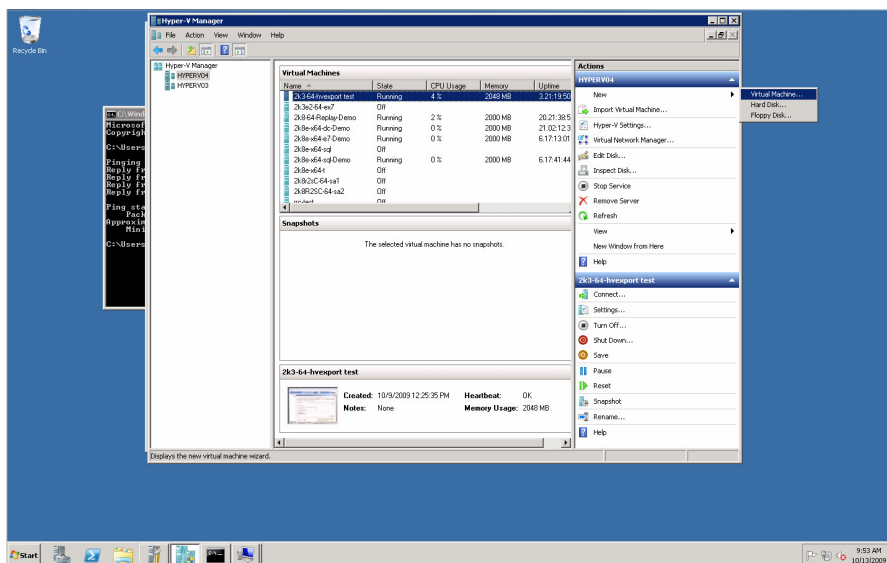 Recycle Bin
C:\Wind
Microsof
Copyrigh
C:\Users
Pinging
Reply fr
Reply fr
Reply fr
Reply fr
Ping sta
Pack
Approxim
Mini
C:\Users
Hyper-V Manager
File Action View Window Help
Hyper-V Manager
HYPERV04
HYPERV03
Virtual Machines
Name State CPU Usage Memory Uptime
2k3-64-hvexport test Running 4 % 2048 MB 3.21:19:50
2k3e2-64-ex7 Off
2k8-64-Replay-Demo Running 2 % 2000 MB 20.21:38:5
2k8e-x64-dc-Demo Running 0 % 2000 MB 21.02:12:3
2k8e-x64-e7-Demo Running 0 % 2000 MB 6.17:13:01
2k8e-x64-sql Off
2k8e-x64-sql-Demo Running 0 % 2000 MB 6.17:41:44
2k8e-x64-t Off
2k8r2sC-64-sa1 Off
2k8R2SC-64-sa2 Off
Off
Snapshots
The selected virtual machine has no snapshots.
2k3-64-hvexport test
Created: 10/9/2009 12:25:35 PM Heartbeat: OK
Notes: None Memory Usage: 2048 MB
Actions
HYPERV04
New
Import Virtual Machine...
Hyper-V Settings...
Virtual Network Manager...
Edit Disk...
Inspect Disk...
Stop Service
Remove Server
Refresh
View
New Window from Here
Help
2k3-64-hvexport test
Connect...
Settings...
Turn Off...
Shut Down...
Save
Pause
Reset
Snapshot
Rename...
Help
Virtual Machine...
Hard Disk...
Floppy Disk...
Displays the new virtual machine wizard.
Start
9:53 AM
10/13/2009